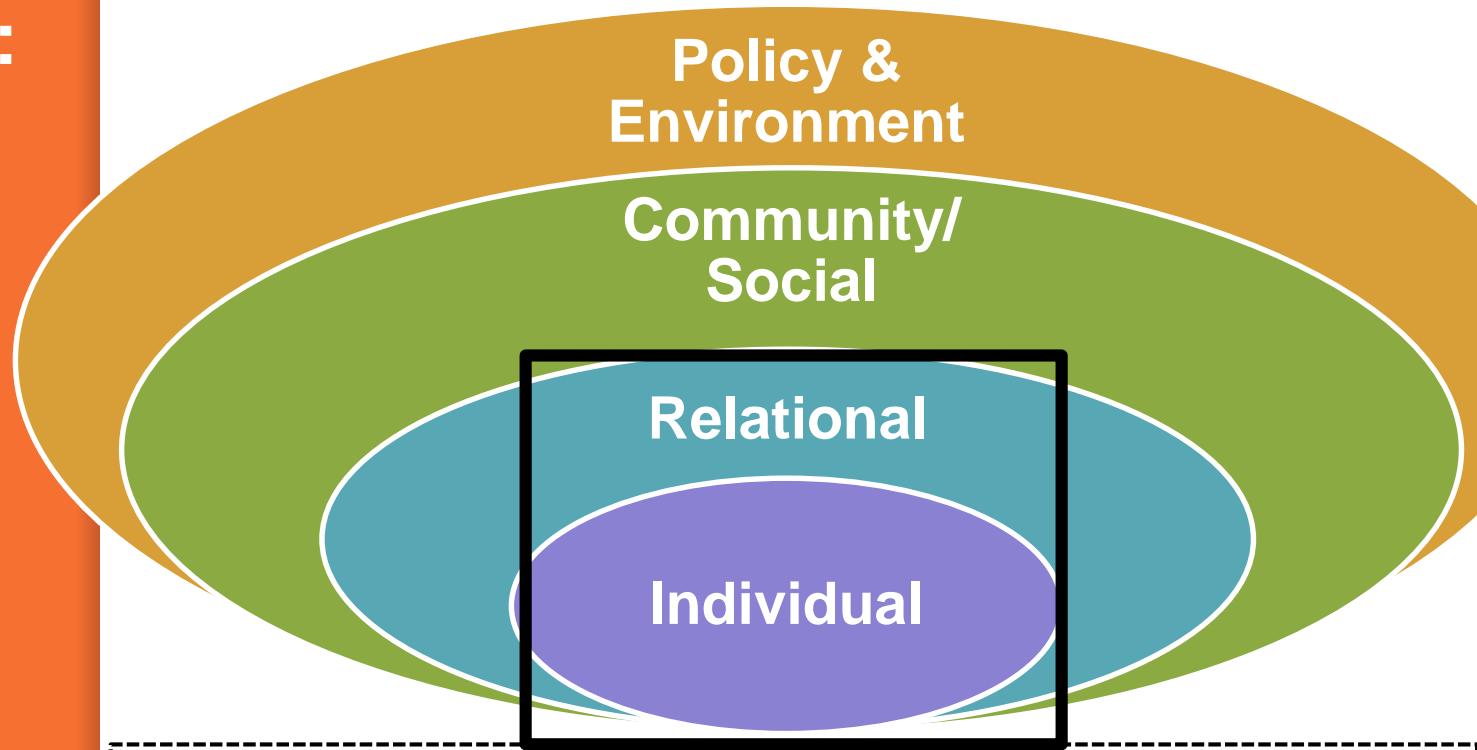 :
Policy &
Environment
Community/
Social
Relational
Individual